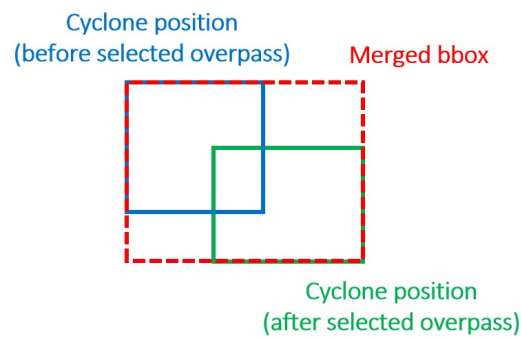 Cyclone position
(before selected overpass)
Merged bbox
Cyclone position
(after selected overpass)